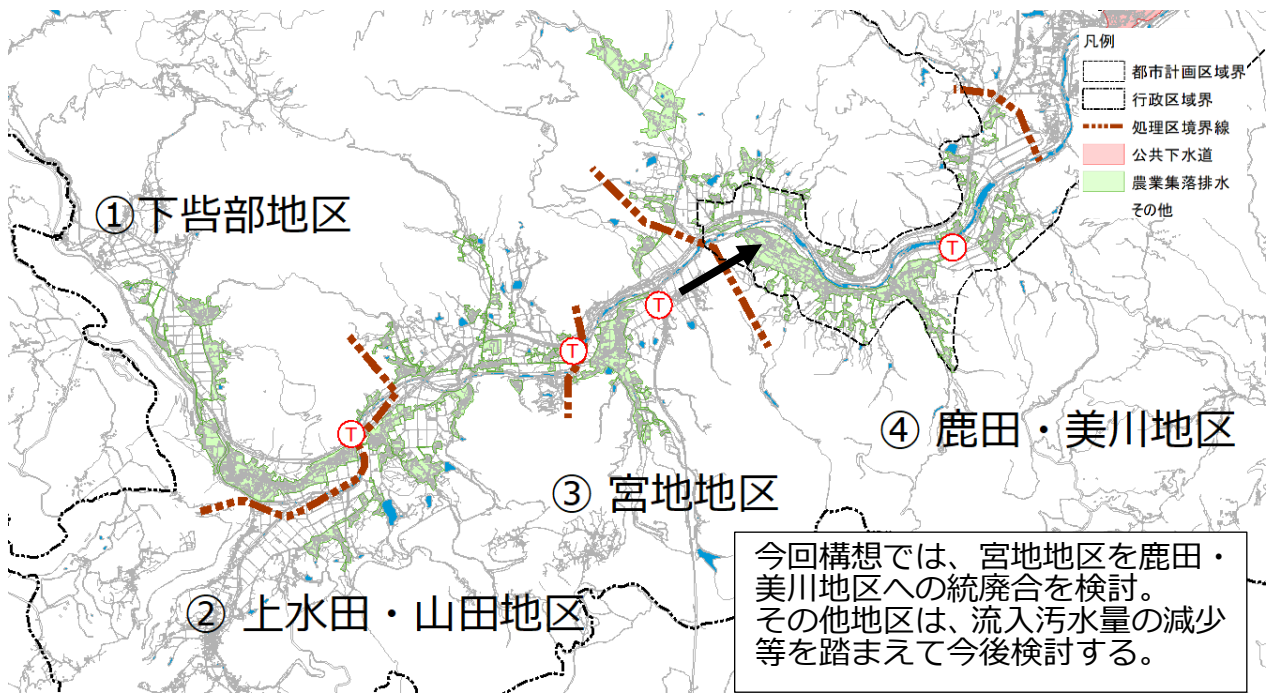 凡例
都市計画区域界
行政区域界
処理区境界線
公共下水道
農業集落排水
その他
①下呰部地区
T
T
T
T
④ 鹿田・美川地区
③ 宮地地区
② 上水田・山田地区
今回構想では、宮地地区を鹿田・
美川地区への統廃合を検討。
その他地区は、流入汚水量の減少
等を踏まえて今後検討する。